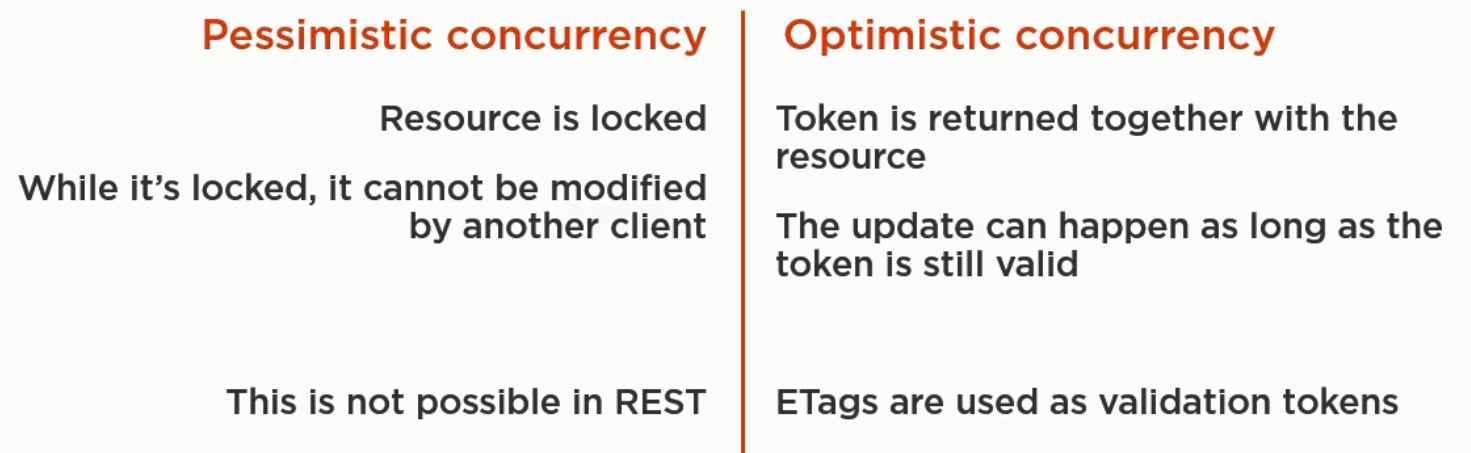 Pessimistic concurrency
Resource is locked
While it’s locked, it cannot be modified
by another client
This is not possible in REST
Optimistic concurrency
Token is returned together with the
resource
The update can happen as long as the
token is still valid
ETags are used as validation tokens